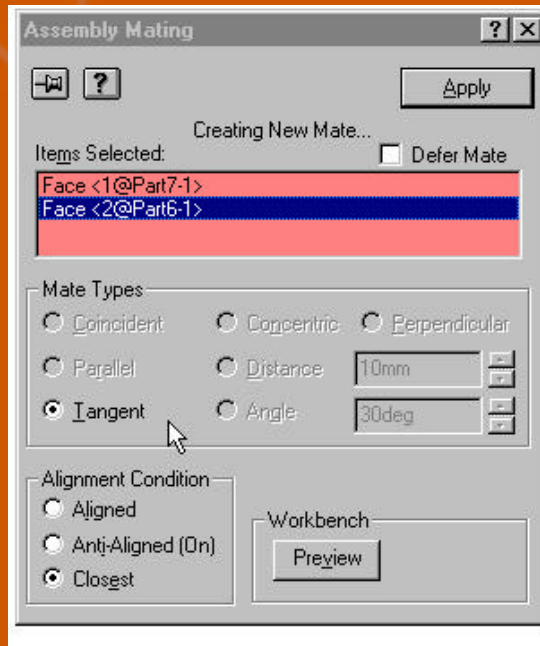 Assembly Mating
?
Apply
Creating New Mate...
Items Selected:
Defer Mate
Face <1@Part7-1>
Face <2@Part6-1>
Mate Types
Coincident
Concentric
Perpendicular
Parallel
Distance
10mm
Tangent
Angle
30deg
Alignment Condition
Aligned
Anti-Aligned (On)
Closest
Workbench
Preview